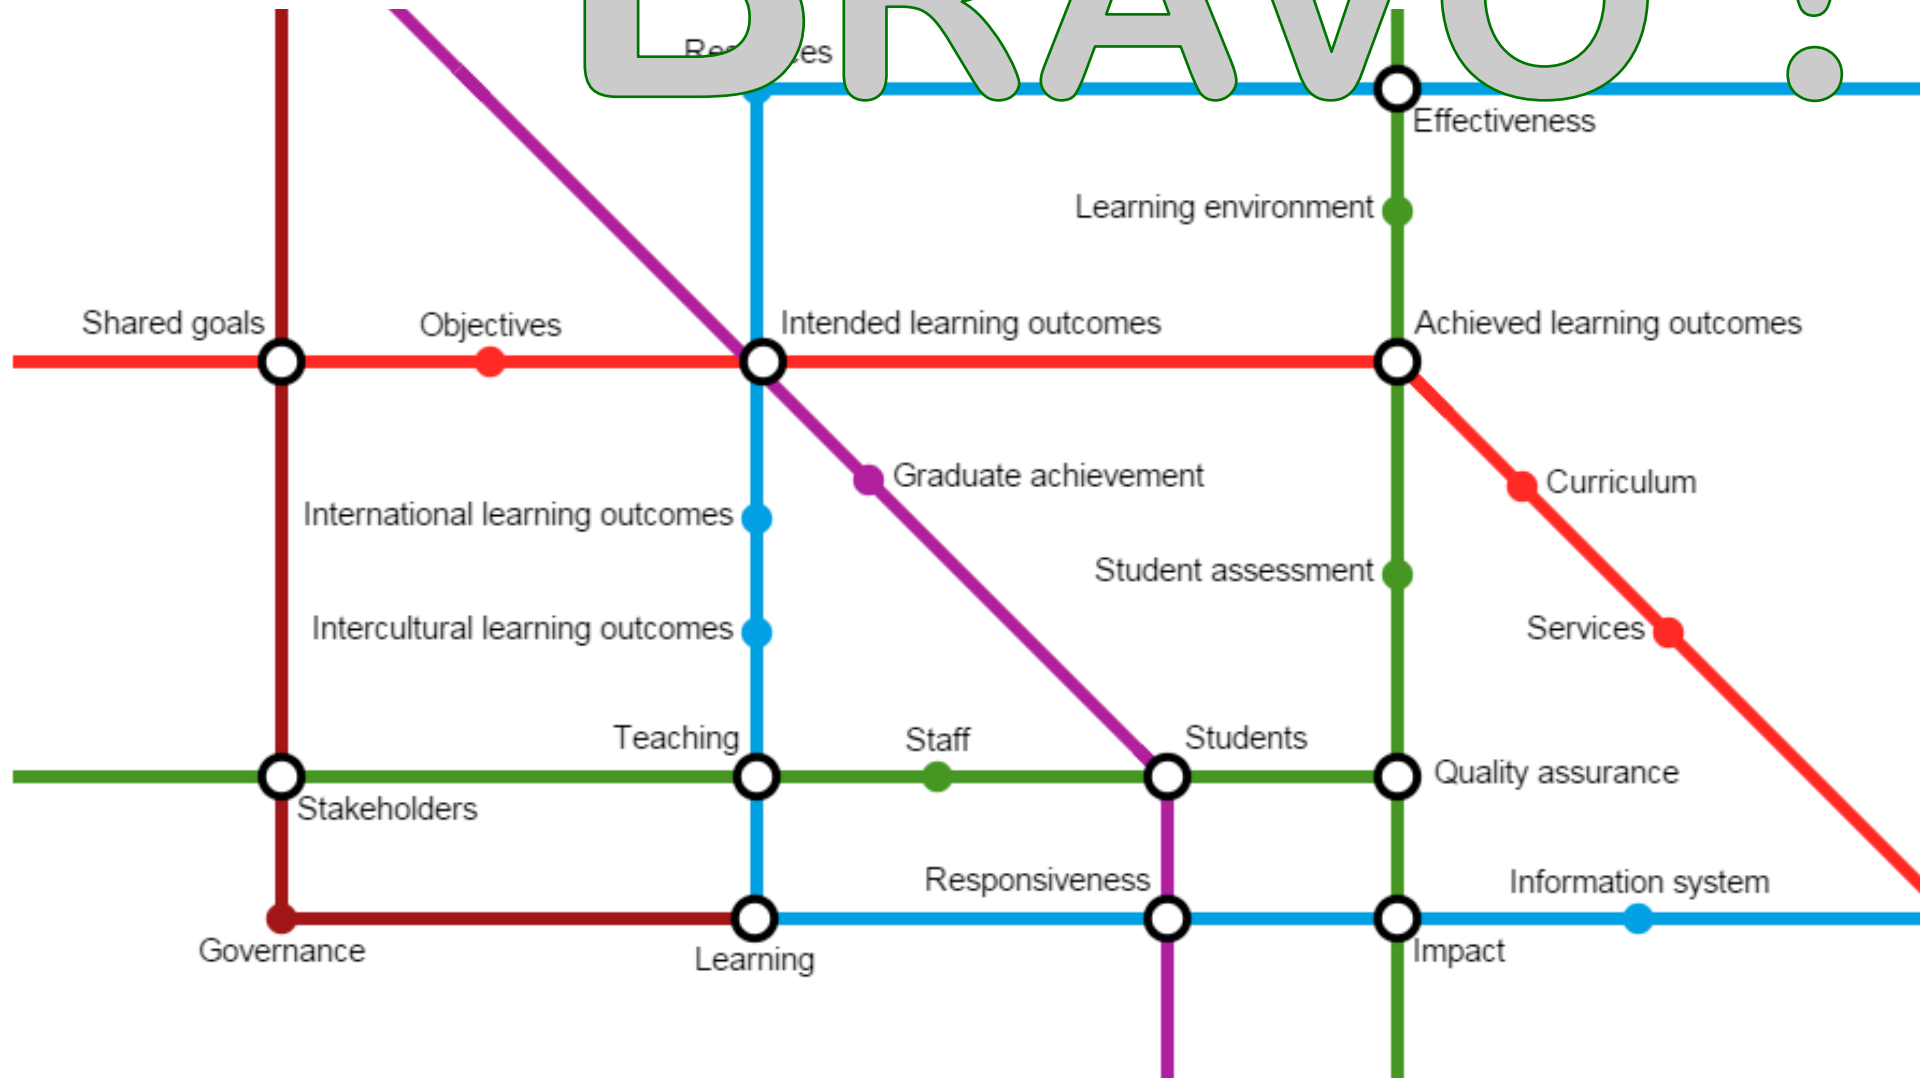 BRAVO !
Effectiveness
Learning environment
Shared goals
Objectives
Intended learning outcomes
Achieved learning outcomes
Graduate achievement
Curriculum
International learning outcomes
Student assessment
Intercultural learning outcomes
Services
Teaching
Staff
Students
Quality assurance
Stakeholders
Responsiveness
Information system
Governance
Learning
Impact